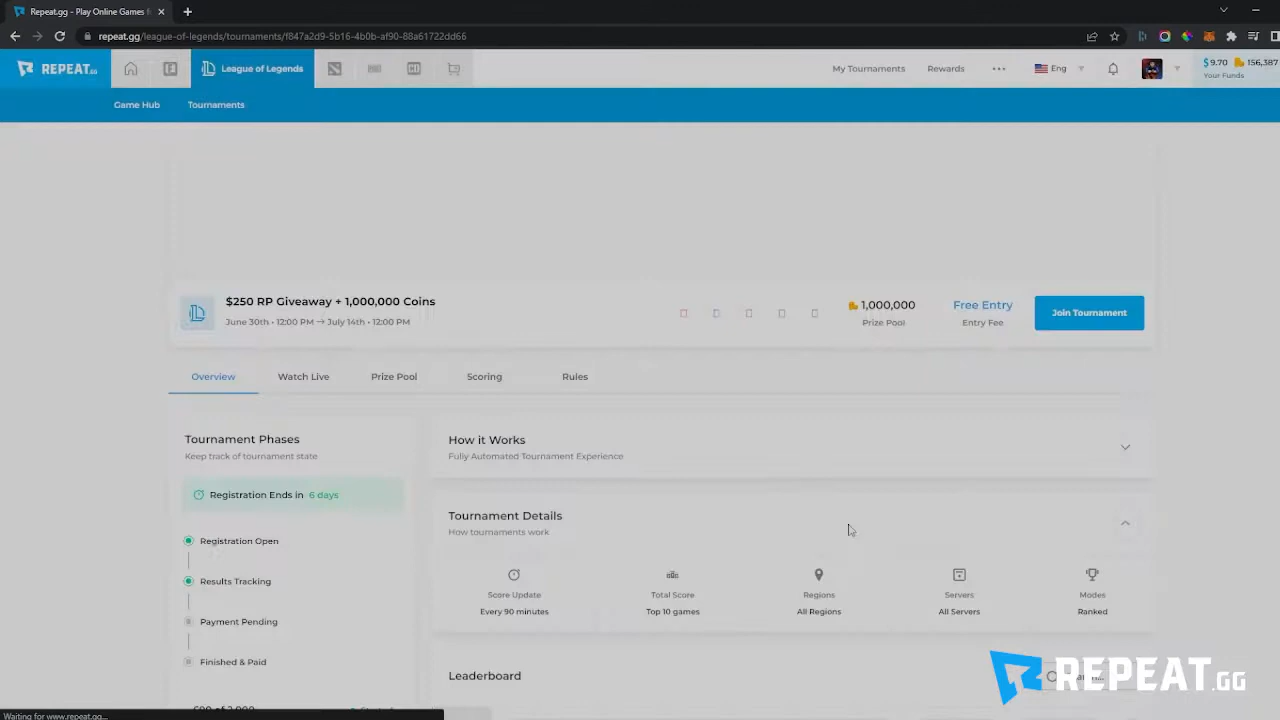 Repeat.gg - Play Online Games f
repeat.gg/league-of-legends/tournaments/f847a2d9-5b16-4b0b-af90-88a61722dd66
REPEAT.GG
League of Legends
My Tournaments
Rewards
Eng
$ 9.70
156,387
Your Funds
Game Hub
Tournaments
$250 RP Giveaway + 1,000,000 Coins
June 30th • 12:00 PM → July 14th • 12:00 PM
1,000,000
Prize Pool
Free Entry
Entry Fee
Join Tournament
Overview
Watch Live
Prize Pool
Scoring
Rules
Tournament Phases
Keep track of tournament state
Registration Ends in 6 days
Registration Open
Results Tracking
Payment Pending
Finished & Paid
How it Works
Fully Automated Tournament Experience
Tournament Details
How tournaments work
Score Update
Every 90 minutes
Total Score
Top 10 games
Regions
All Regions
Servers
All Servers
Modes
Ranked
Leaderboard
REPEAT.GG
Waiting for www.repeat.gg...